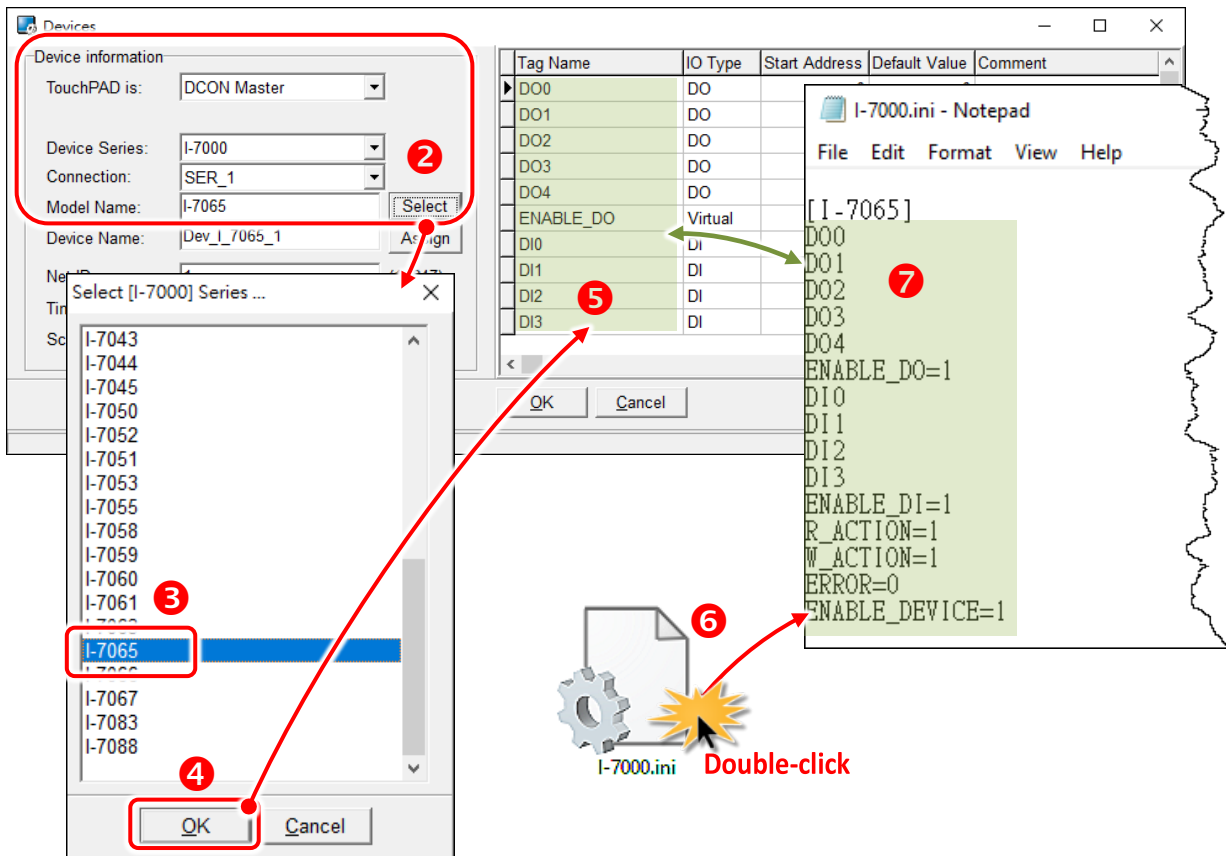 Devices
Device information
TouchPAD is: DCON Master
Device Series: I-7000
Connection: SER_1
Model Name: I-7065 Select
Device Name: Dev_I_7065_1
2
Tag Name IO Type Start Address Default Value Comment
DO0 DO
DO1 DO
DO2 DO
DO3 DO
DO4 DO
ENABLE_DO Virtual
DI0 DI
DI1 DI
DI2 DI
DI3 DI
5
OK Cancel
Select [I-7000] Series ...
I-7043
I-7044
I-7045
I-7050
I-7052
I-7051
I-7053
I-7055
I-7058
I-7059
I-7060
I-7061
3
I-7065
I-7067
I-7083
I-7088
4
OK Cancel
I-7000.ini - Notepad
File Edit Format View Help
[I-7065]
DO0
DO1
DO2
DO3
DO4
ENABLE_DO=1
DI0
DI1
DI2
DI3
ENABLE_DI=1
R_ACTION=1
W_ACTION=1
ERROR=0
ENABLE_DEVICE=1
7
6
I-7000.ini
Double-click